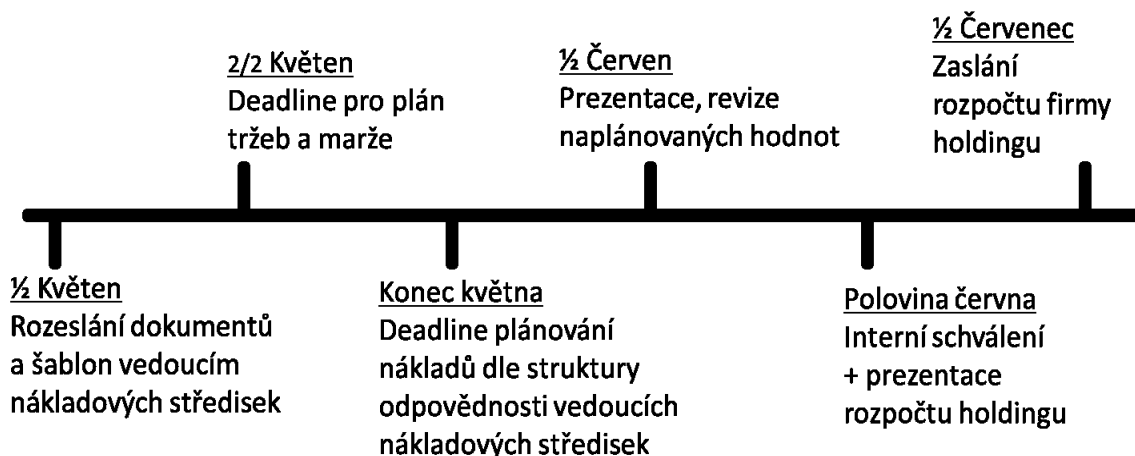 ½ Červenec
Zaslání
rozpočtu firmy
holdingu
2/2 Květen
Deadline pro plán
tržeb a marže
½ Červen
Prezentace, revize
naplánovaných hodnot
½ Květen
Rozeslání dokumentů
a šablon vedoucím
nákladových středisek
Konec května
Deadline plánování
nákladů dle struktury
odpovědnosti vedoucích
nákladových středisek
Polovina června
Interní schválení
+ prezentace
rozpočtu holdingu